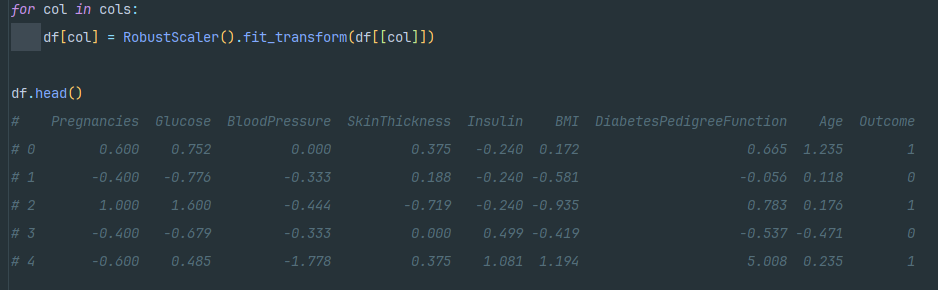 for col in cols:
    df[col] = RobustScaler().fit_transform(df[[col]])
df.head()
#    Pregnancies  Glucose  BloodPressure  SkinThickness  Insulin    BMI  DiabetesPedigreeFunction    Age  Outcome
# 0        0.600    0.752          0.000          0.375   -0.240  0.172                     0.665  1.235        1
# 1       -0.400   -0.776         -0.333          0.188   -0.240 -0.581                    -0.056  0.118        0
# 2        1.000    1.600         -0.444         -0.719   -0.240 -0.935                     0.783  0.176        1
# 3       -0.400   -0.679         -0.333          0.000    0.499 -0.419                    -0.537 -0.471        0
# 4       -0.600    0.485         -1.778          0.375    1.081  1.194                     5.008  0.235        1